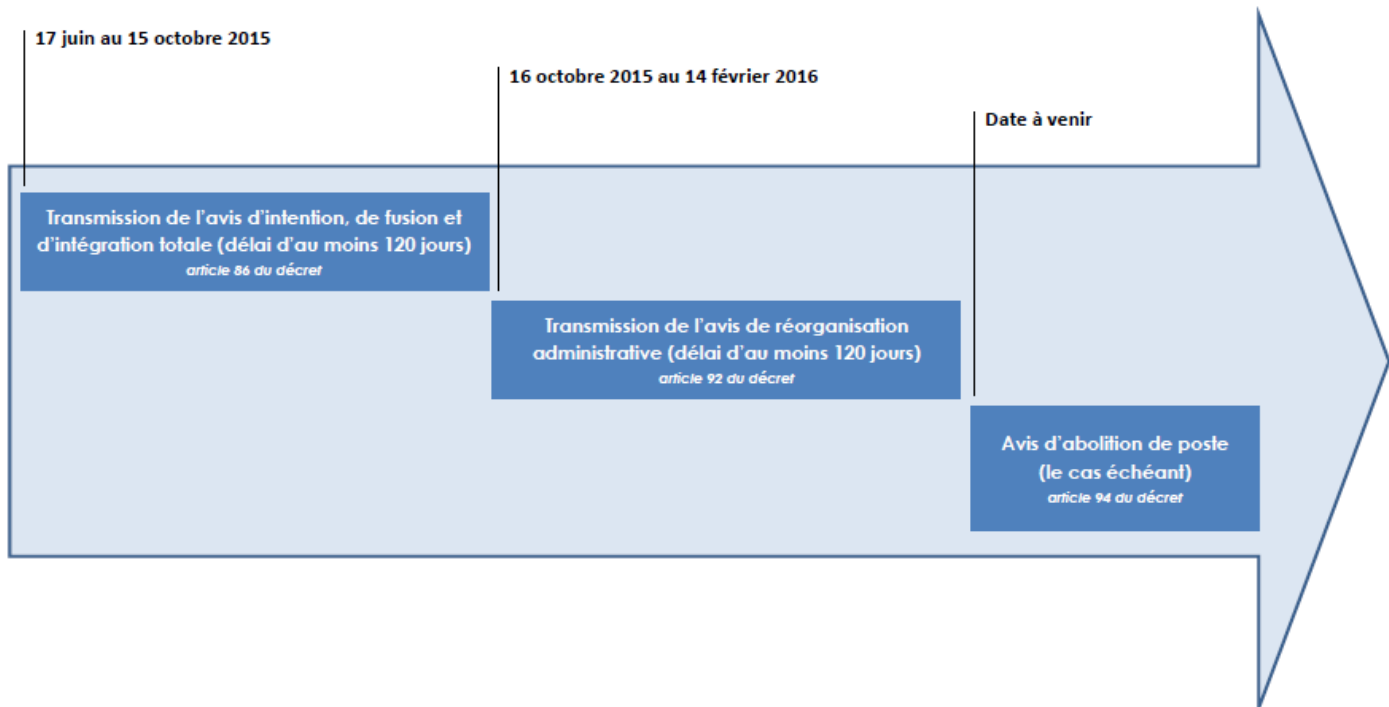 17 juin au 15 octobre 2015
16 octobre 2015 au 14 février 2016
Date à venir
Transmission de l'avis d'intention, de fusion et
d'intégration totale (délai d'au moins 120 jours)
article 86 du décret
Transmission de l'avis de réorganisation
administrative (délai d'au moins 120 jours)
article 92 du décret
Avis d'abolition de poste
(le cas échéant)
article 94 du décret